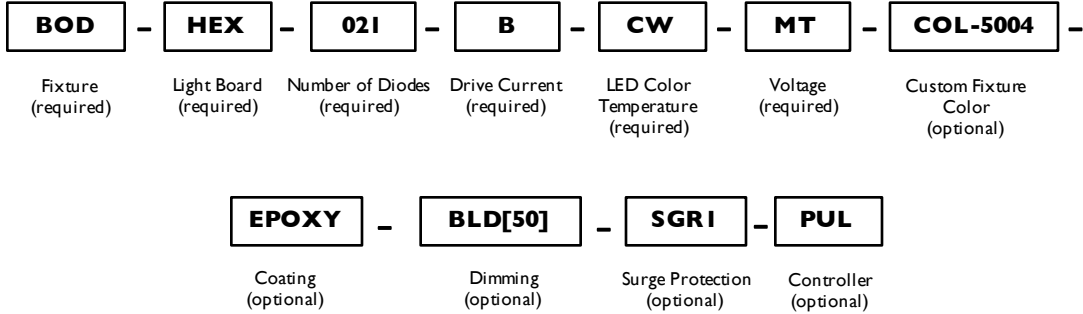 BOD – HEX – 021 – B – CW – MT – COL-5004 –
Fixture Light Board Number of Diodes Drive Current LED Color Voltage Custom Fixture
(required) (required) (required) (required) Temperature (required) Color
(required) (optional)
EPOXY – BLD[50] – SGR1 – PUL
Coating Dimming Surge Protection Controller
(optional) (optional) (optional) (optional)